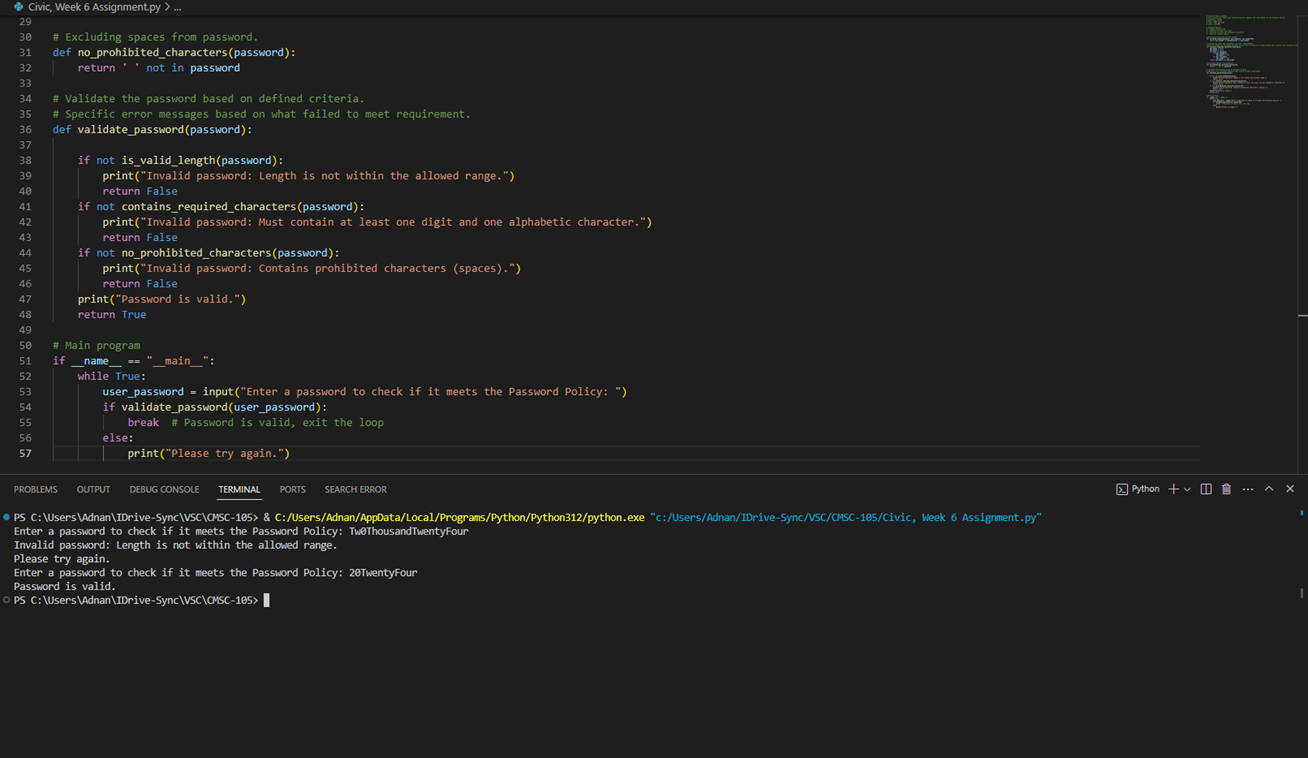 Civic, Week 6 Assignment.py > ...
29
30 # Excluding spaces from password.
31 def no_prohibited_characters(password):
32     return ' ' not in password
33
34 # Validate the password based on defined criteria.
35 # Specific error messages based on what failed to meet requirement.
36 def validate_password(password):
37
38     if not is_valid_length(password):
39         print("Invalid password: Length is not within the allowed range.")
40         return False
41     if not contains_required_characters(password):
42         print("Invalid password: Must contain at least one digit and one alphabetic character.")
43         return False
44     if not no_prohibited_characters(password):
45         print("Invalid password: Contains prohibited characters (spaces).")
46         return False
47     print("Password is valid.")
48     return True
49
50 # Main program
51 if __name__ == "__main__":
52     while True:
53         user_password = input("Enter a password to check if it meets the Password Policy: ")
54         if validate_password(user_password):
55             break  # Password is valid, exit the loop
56         else:
57             print("Please try again.")
PROBLEMS OUTPUT DEBUG CONSOLE TERMINAL PORTS SEARCH ERROR Python
PS C:\Users\Adnan\IDrive-Sync\VSC\CMSC-105> & C:/Users/Adnan/AppData/Local/Programs/Python/Python312/python.exe "c:/Users/Adnan/IDrive-Sync/VSC/CMSC-105/Civic, Week 6 Assignment.py"
Enter a password to check if it meets the Password Policy: Tw0ThousandTwentyFour
Invalid password: Length is not within the allowed range.
Please try again.
Enter a password to check if it meets the Password Policy: 20TwentyFour
Password is valid.
PS C:\Users\Adnan\IDrive-Sync\VSC\CMSC-105>